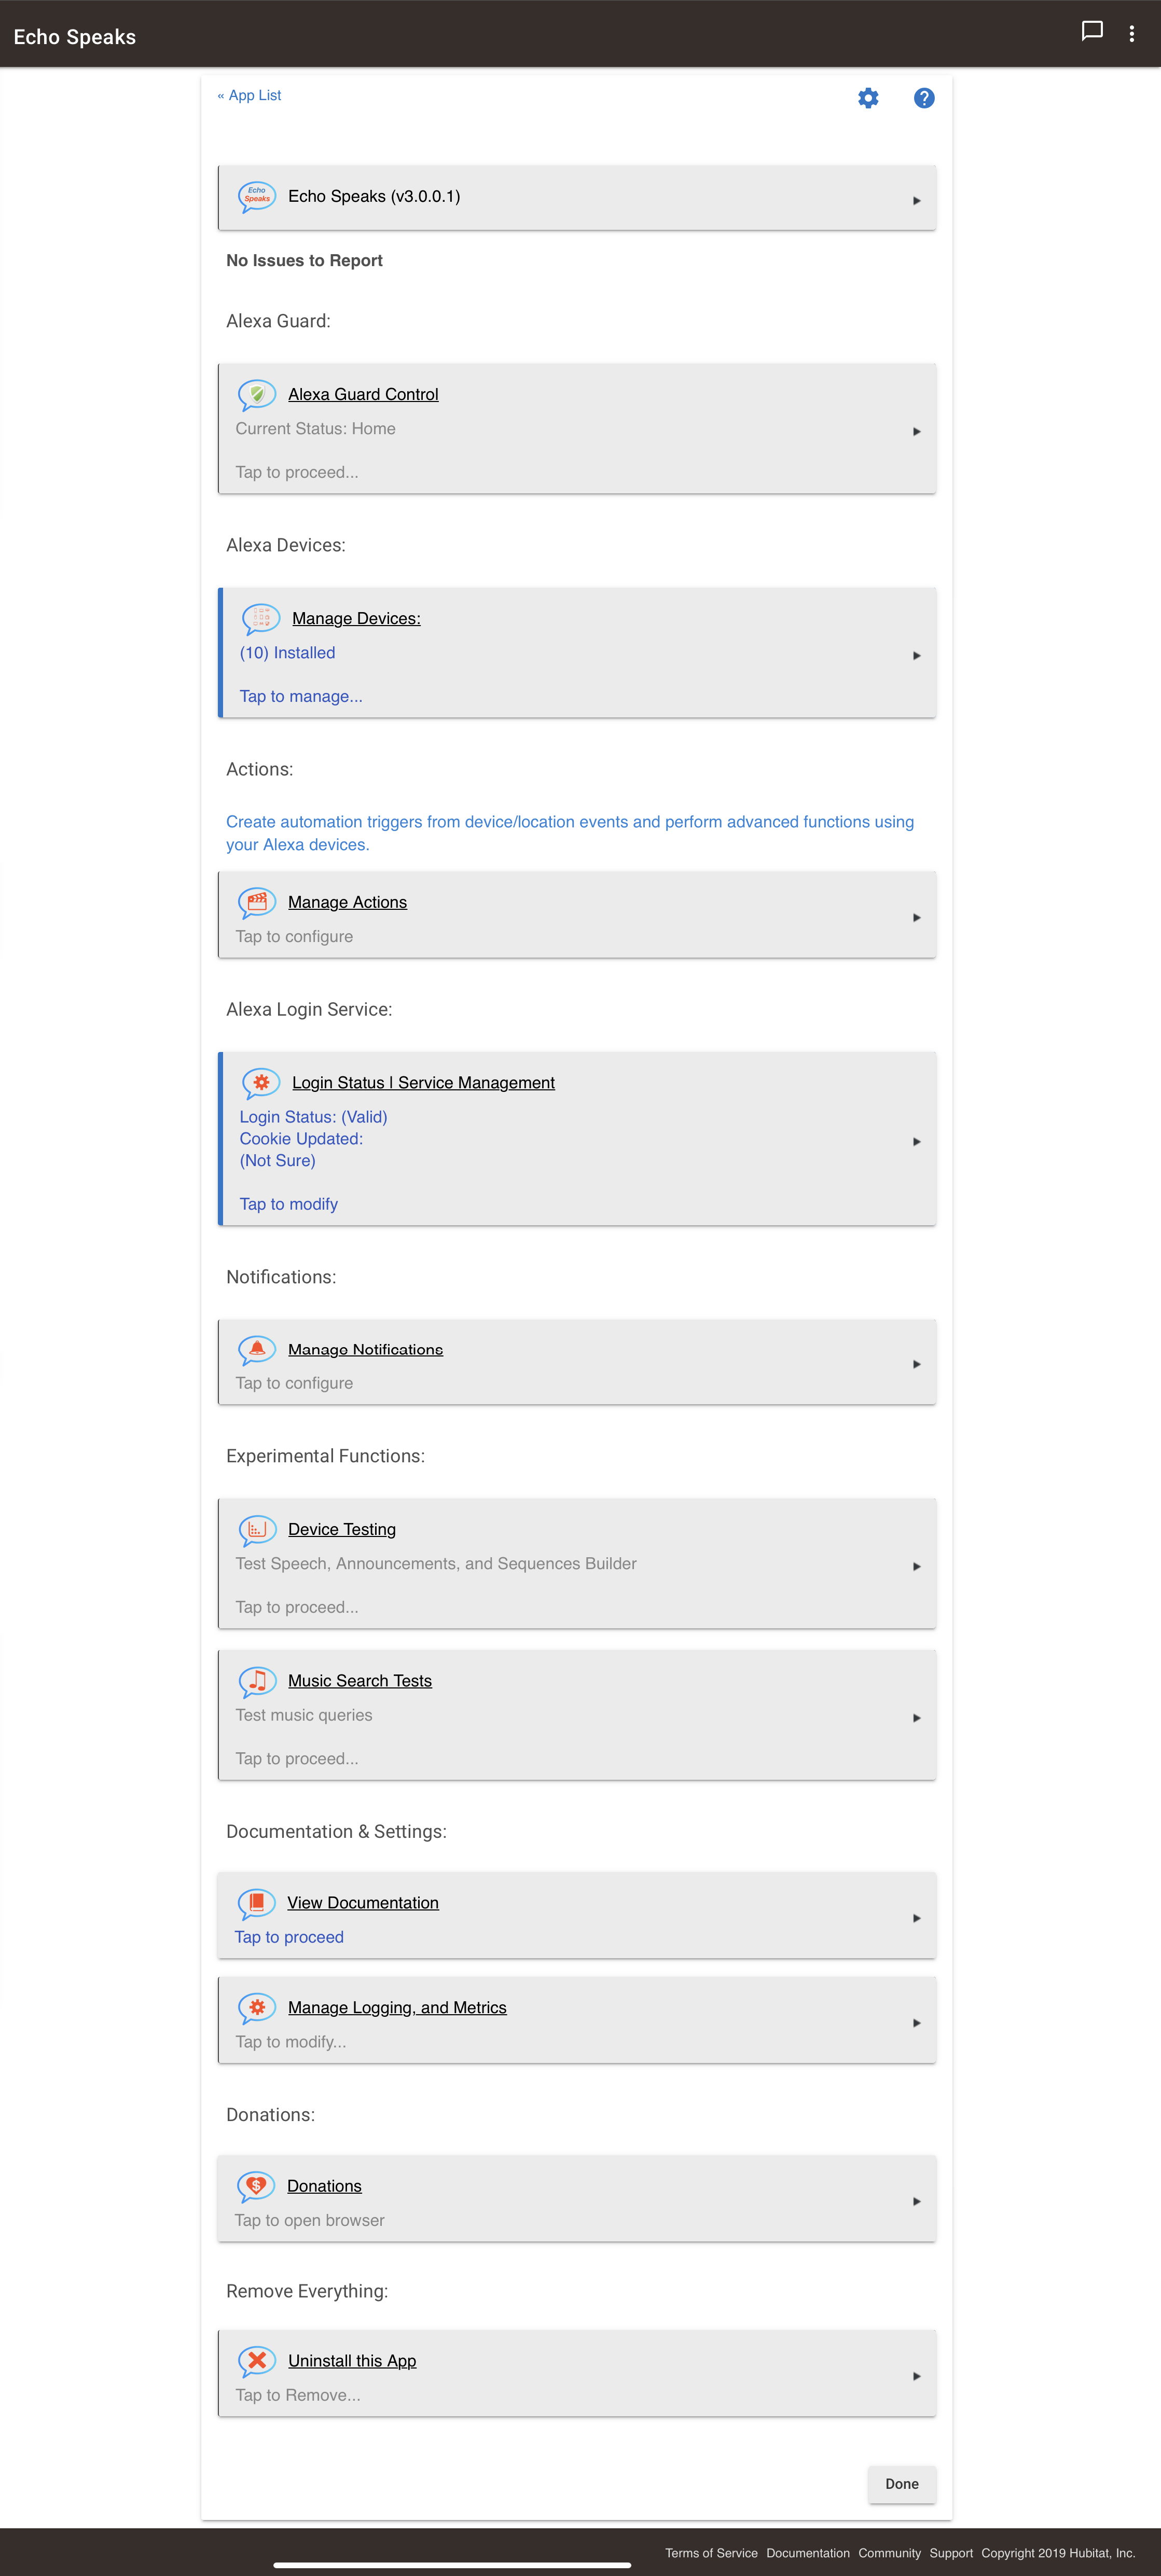 Echo Speaks
« App List
Echo Speaks
Echo Speaks (v3.0.0.1)
No Issues to Report
Alexa Guard:
Alexa Guard Control
Current Status: Home
Tap to proceed...
Alexa Devices:
Manage Devices:
(10) Installed
Tap to manage...
Actions:
Create automation triggers from device/location events and perform advanced functions using
your Alexa devices.
Manage Actions
Tap to configure
Alexa Login Service:
Login Status | Service Management
Login Status: (Valid)
Cookie Updated:
(Not Sure)
Tap to modify
Notifications:
Manage Notifications
Tap to configure
Experimental Functions:
Device Testing
Test Speech, Announcements, and Sequences Builder
Tap to proceed...
Music Search Tests
Test music queries
Tap to proceed...
Documentation & Settings:
View Documentation
Tap to proceed
Manage Logging, and Metrics
Tap to modify...
Donations:
Donations
Tap to open browser
Remove Everything:
Uninstall this App
Tap to Remove...
Done
Terms of Service Documentation Community Support Copyright 2019 Hubitat, Inc.